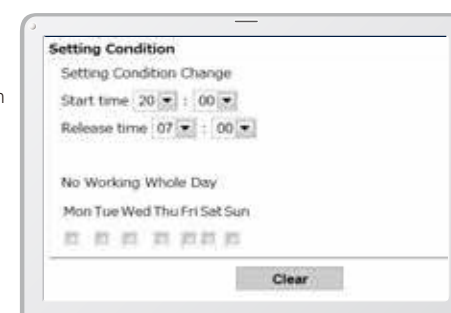 n
Setting Condition
Setting Condition Change
Start time 20 : 00
Release time 07 : 00
No Working Whole Day
Mon Tue Wed Thu Fri Sat Sun
Clear